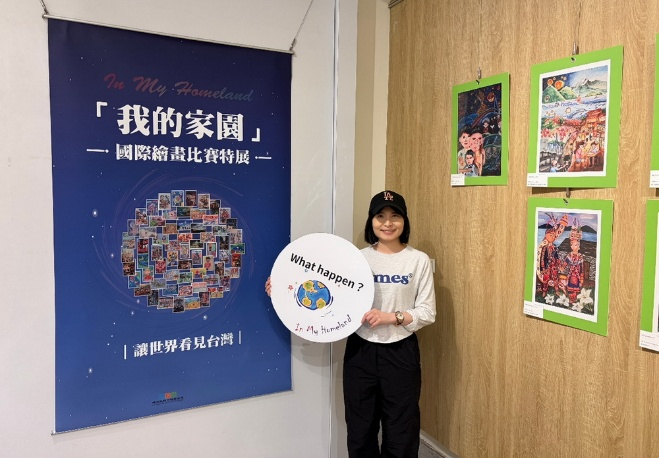 In My Homeland
「我的家園」
國際繪畫比賽特展
讓世界看見台灣
What happen?
In My Homeland
mes
LA